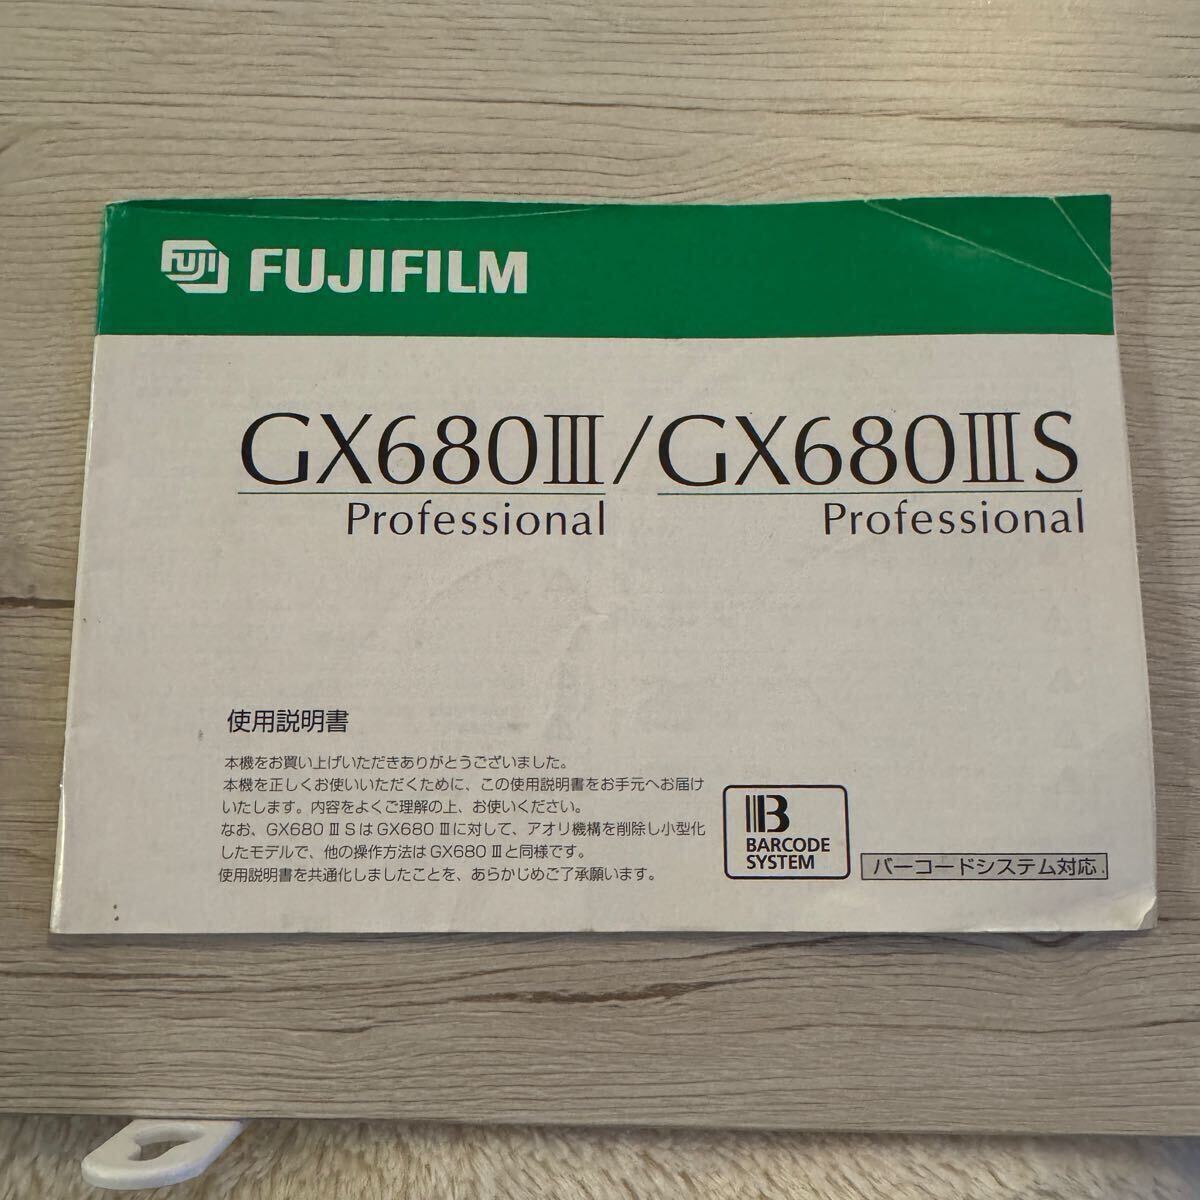 FUJI FUJIFILM
GX680Ⅲ/GX680ⅢS
Professional Professional
使用説明書
本機をお買い上げいただきありがとうございました。
本機を正しくお使いいただくために、この使用説明書をお手元へお届け
いたします。内容をよくご理解の上、お使いください。
なお、GX680 Ⅲ SはGX680 Ⅲに対して、アオリ機構を削除し小型化
したモデルで、他の操作方法はGX680 Ⅲと同様です。
使用説明書を共通化しましたことを、あらかじめご了承願います。
B
BARCODE
SYSTEM
バーコードシステム対応